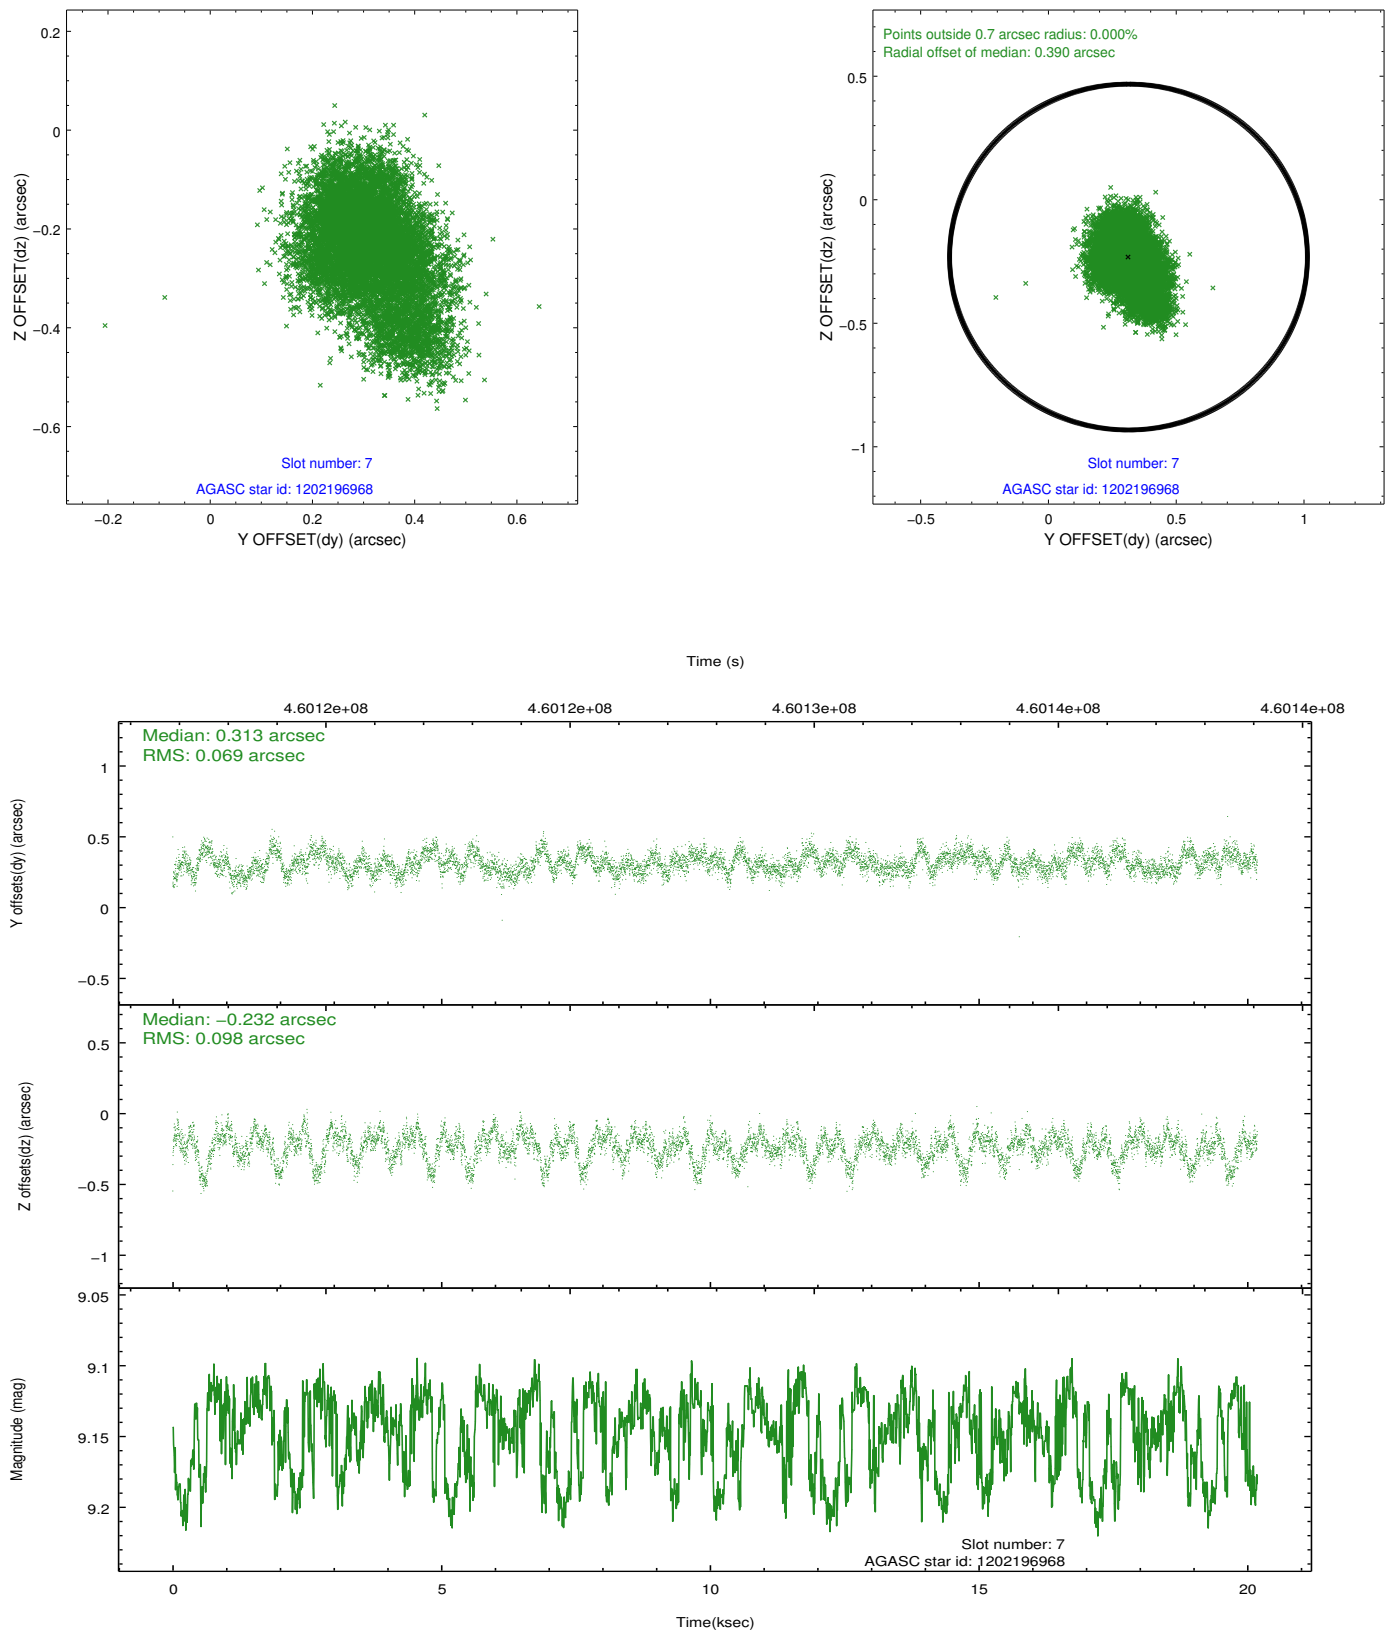 0.2
0
−0.2
−0.4
−0.6
Z OFFSET(dz) (arcsec)
Slot number: 7
AGASC star id: 1202196968
−0.2
0
0.2
0.4
0.6
Y OFFSET(dy) (arcsec)
Points outside 0.7 arcsec radius: 0.000%
Radial offset of median: 0.390 arcsec
0.5
0
−0.5
−1
Z OFFSET(dz) (arcsec)
Slot number: 7
AGASC star id: 1202196968
−0.5
0
0.5
1
Y OFFSET(dy) (arcsec)
Time (s)
4.6012e+08
4.6012e+08
4.6013e+08
4.6014e+08
4.6014e+08
Median: 0.313 arcsec
RMS: 0.069 arcsec
1
0.5
0
−0.5
Y offsets(dy) (arcsec)
Median: −0.232 arcsec
RMS: 0.098 arcsec
0.5
0
−0.5
−1
Z offsets(dz) (arcsec)
9.05
9.1
9.15
9.2
Magnitude (mag)
Slot number: 7
AGASC star id: 1202196968
0
5
10
15
20
Time(ksec)